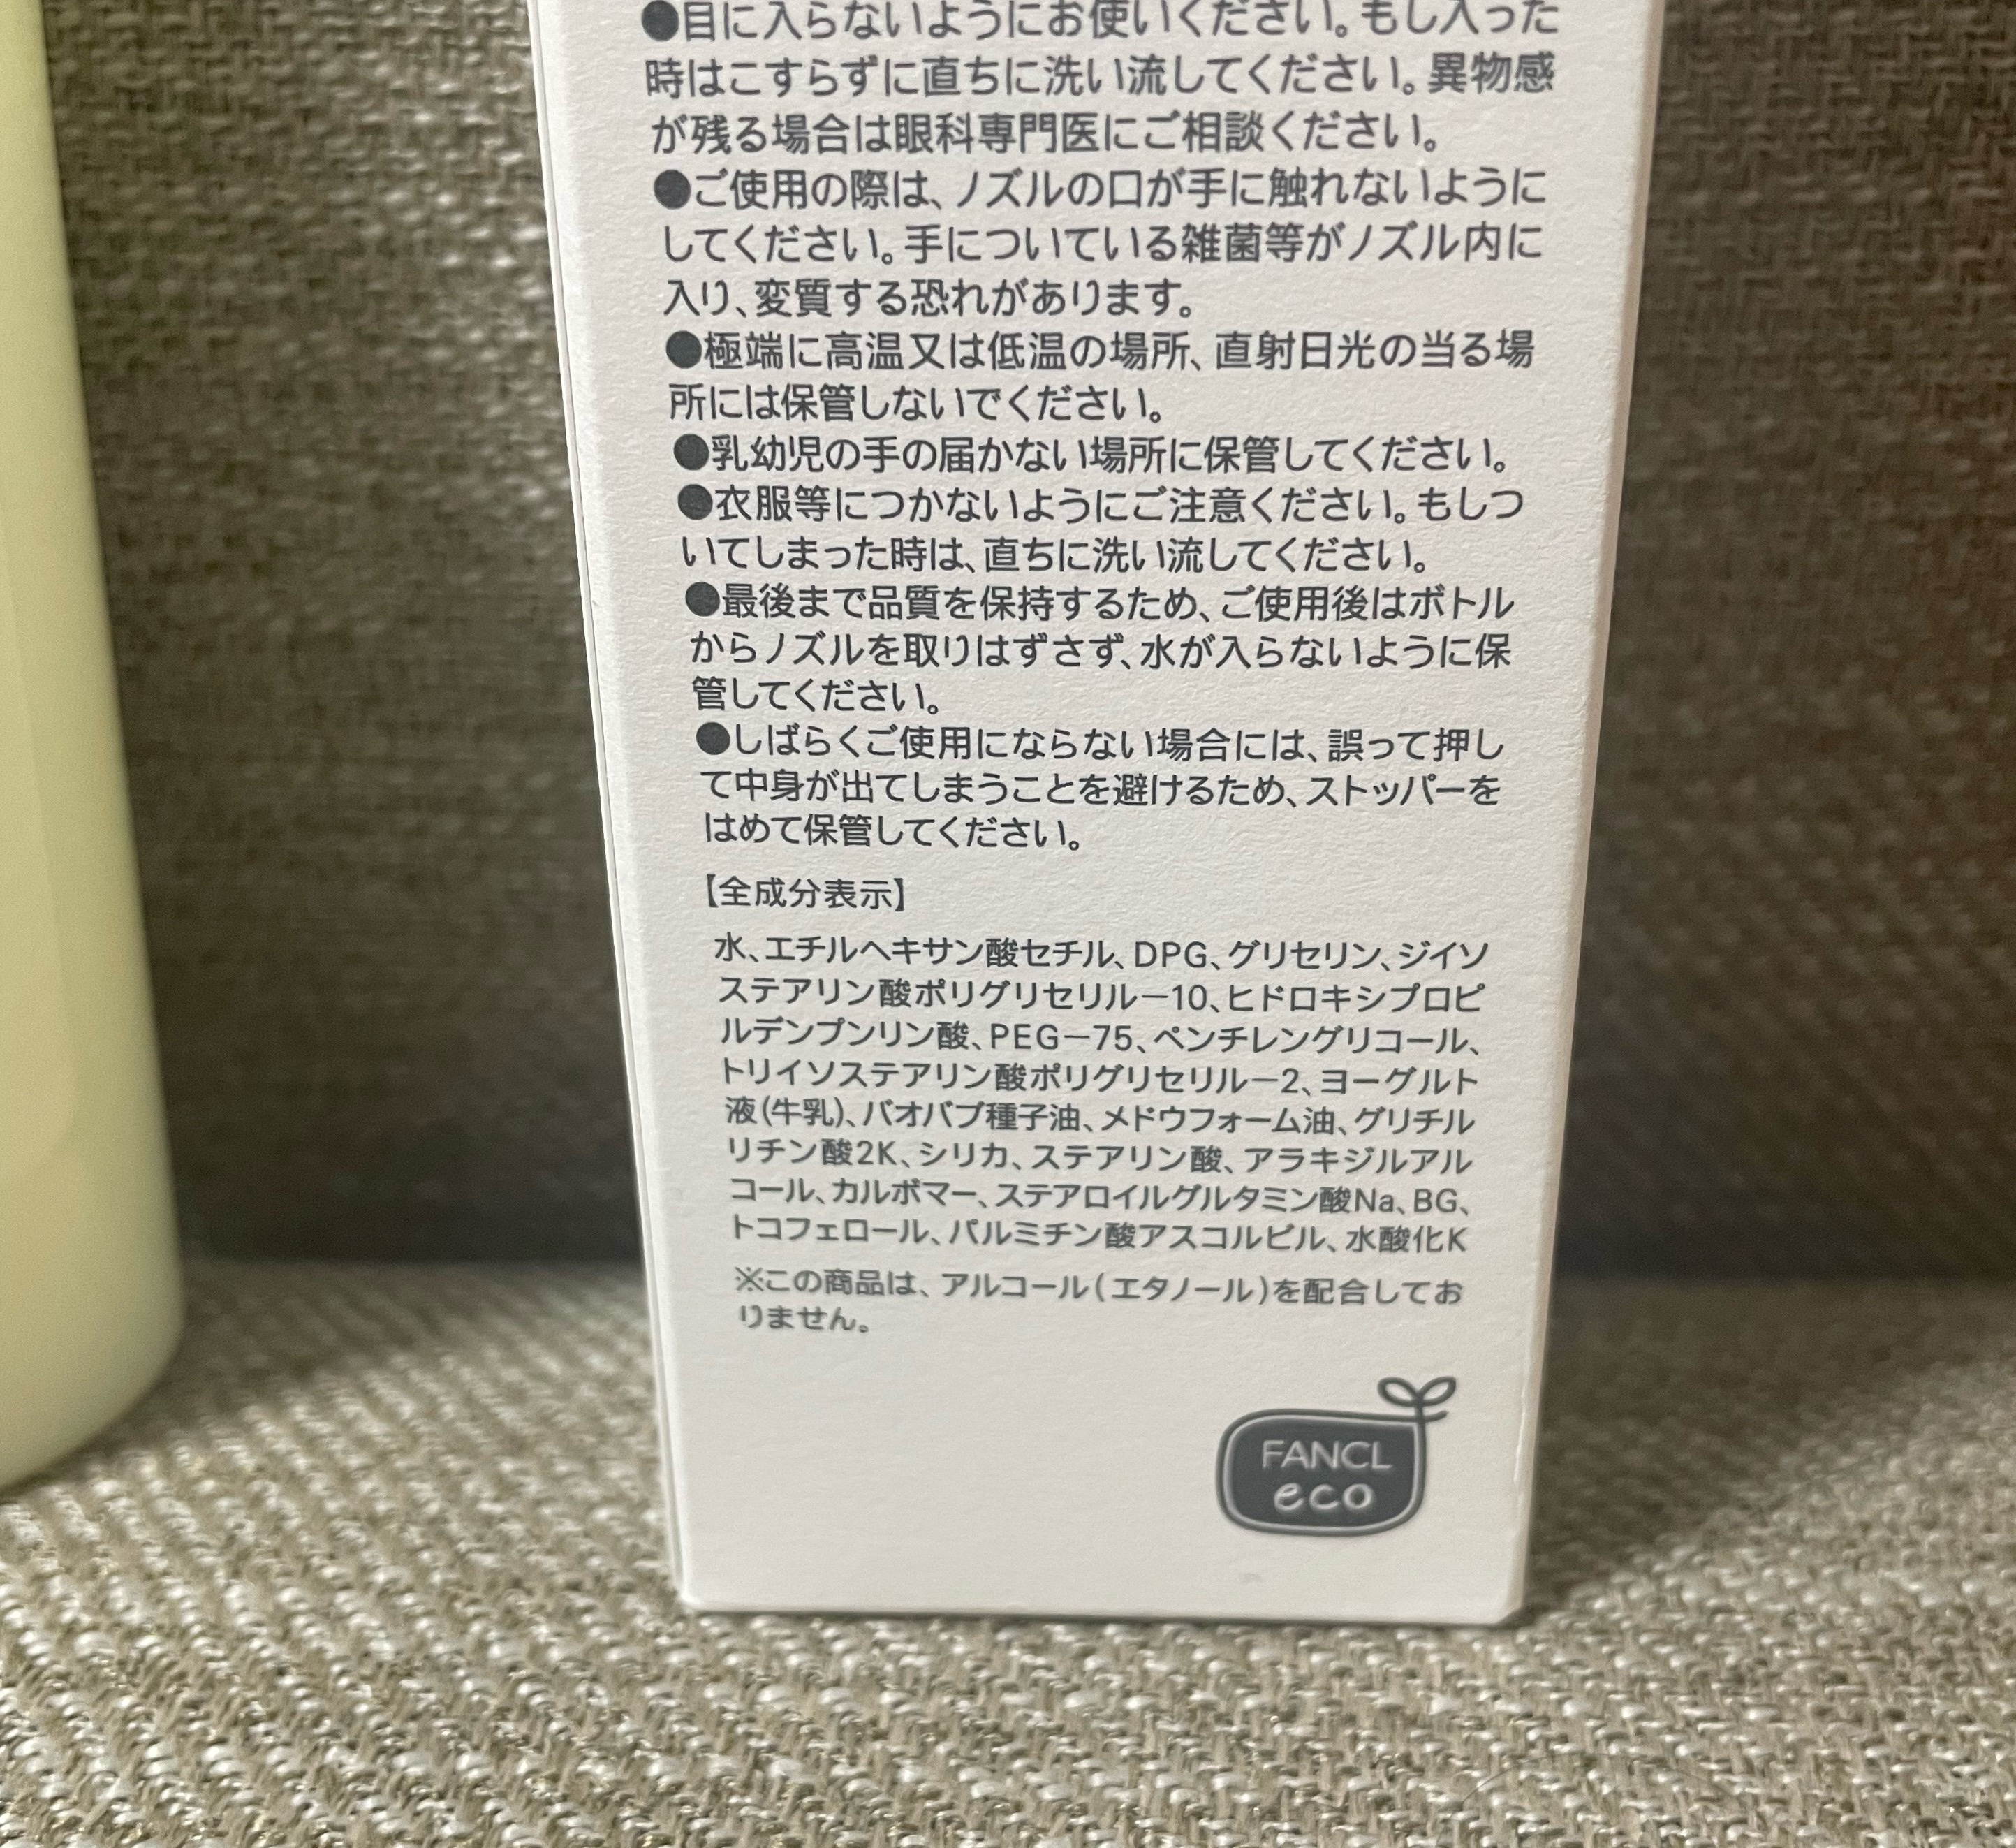 ●目に入らないようにお使いください。もし入った
時はこすらずに直ちに洗い流してください。異物感
が残る場合は眼科専門医にご相談ください。
●ご使用の際は、ノズルの口が手に触れないように
してください。手についている雑菌等がノズル内に
入り、変質する恐れがあります。
●極端に高温又は低温の場所、直射日光の当る場
所には保管しないでください。
●乳幼児の手の届かない場所に保管してください。
●衣服等につかないようにご注意ください。もしつ
いてしまった時は、直ちに洗い流してください。
●最後まで品質を保持するため、ご使用後はボトル
からノズルを取りはずさず、水が入らないように保
管してください。
●しばらくご使用にならない場合には、誤って押し
て中身が出てしまうことを避けるため、ストッパーを
はめて保管してください。
【全成分表示】
水、エチルヘキサン酸セチル、DPG、グリセリン、ジイソ
ステアリン酸ポリグリセリル－10、ヒドロキシプロピ
ルデンプンリン酸、PEG－75、ペンチレングリコール、
トリイソステアリン酸ポリグリセリル－2、ヨーグルト
液(牛乳)、バオバブ種子油、メドウフォーム油、グリチル
リチン酸2K、シリカ、ステアリン酸、アラキジルアル
コール、カルボマー、ステアロイルグルタミン酸Na、BG、
トコフェロール、パルミチン酸アスコルビル、水酸化K
※この商品は、アルコール(エタノール)を配合してお
りません。
FANCL
eco